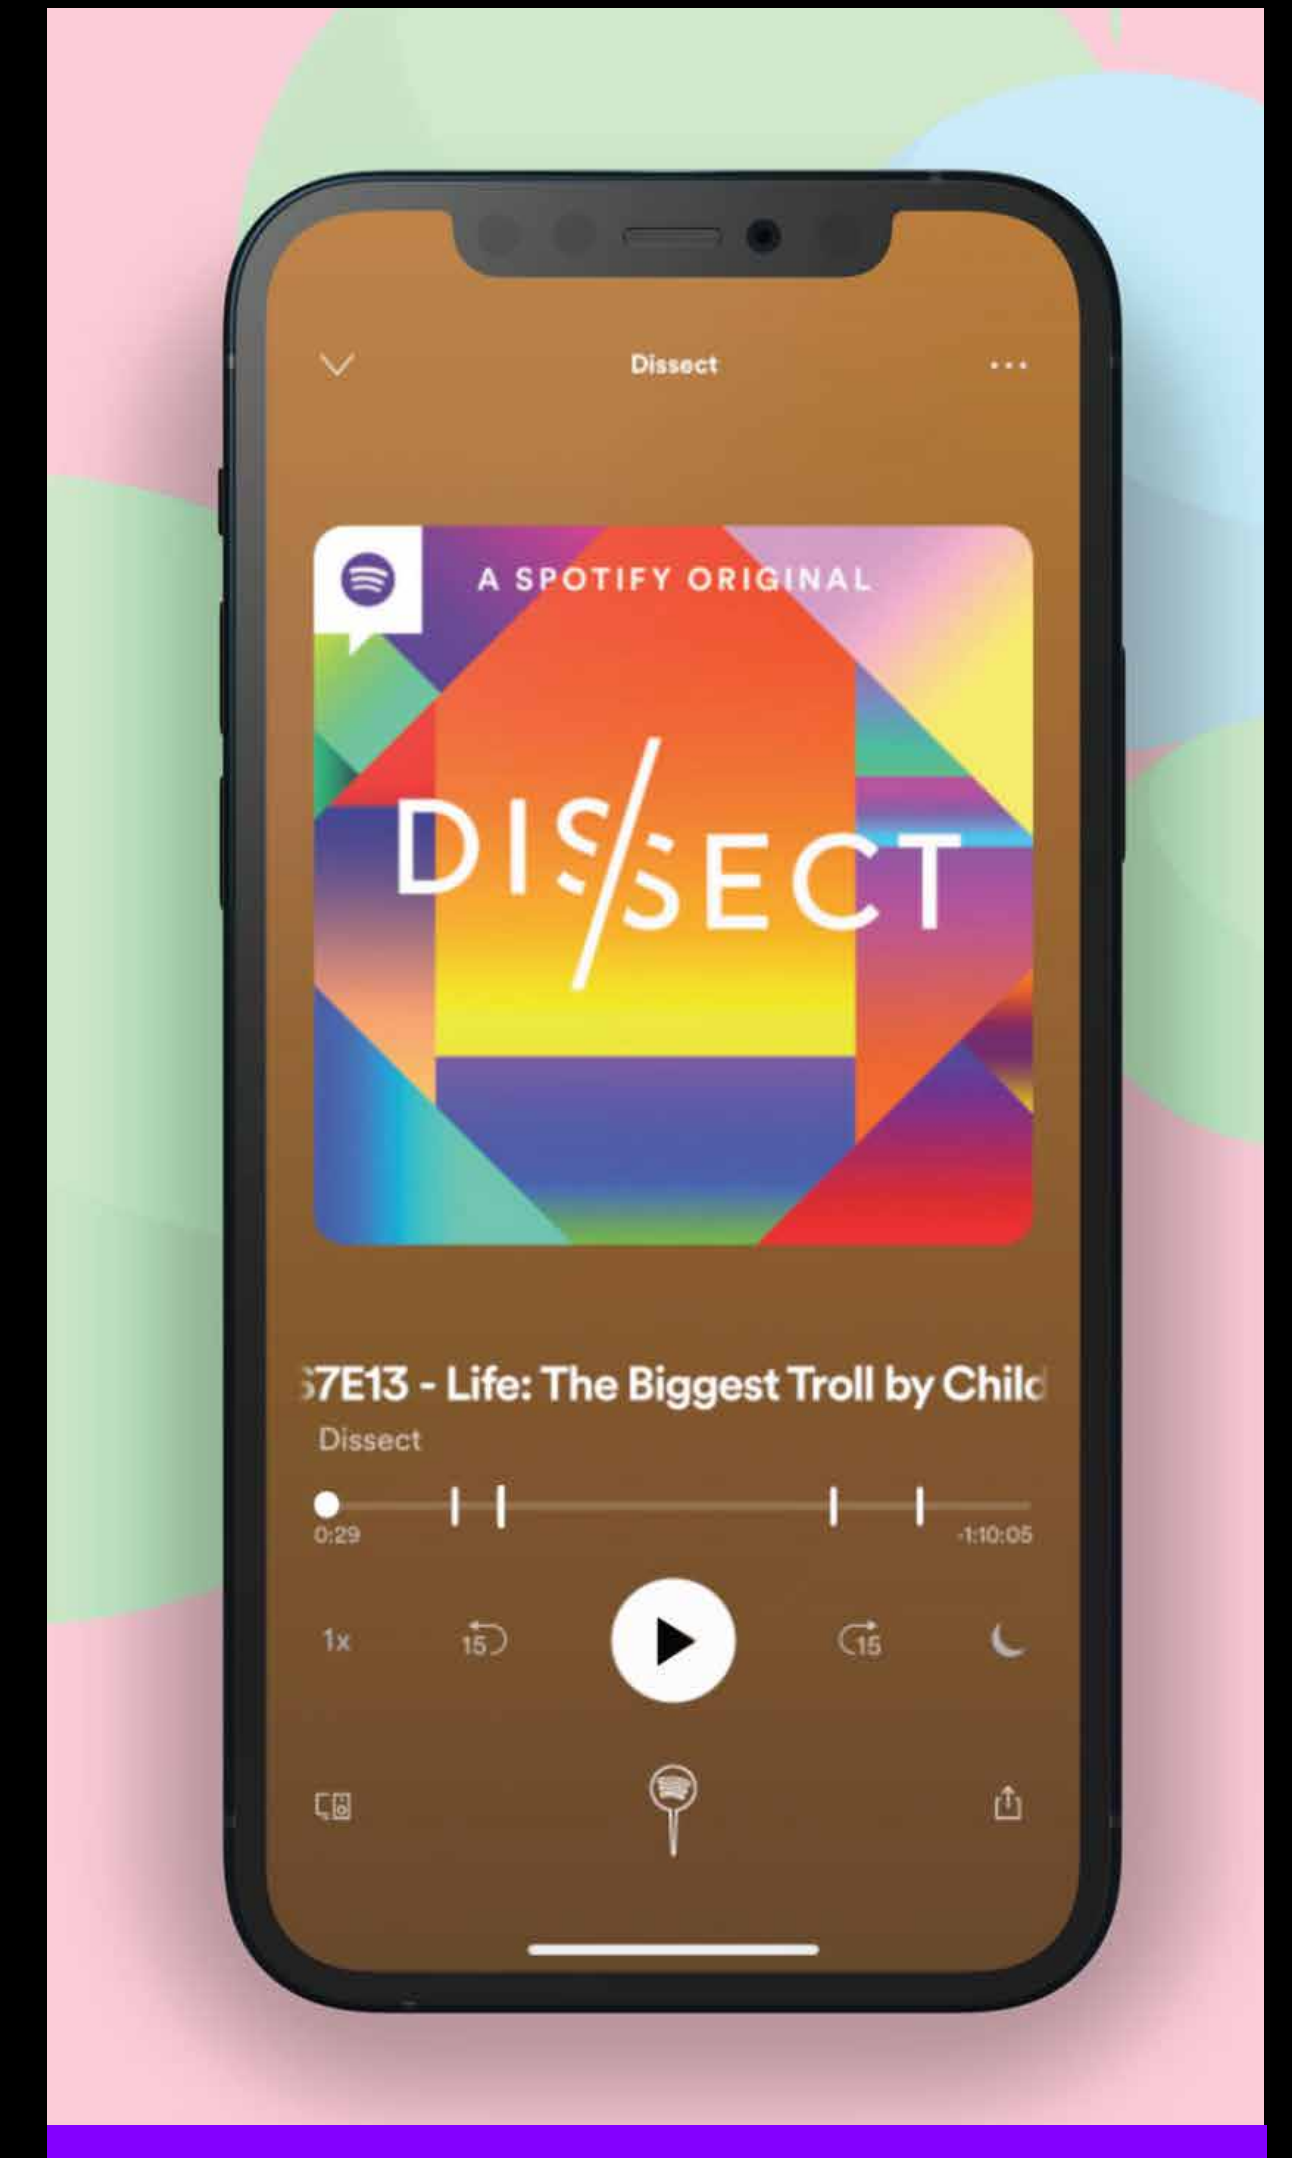 Dissect
A SPOTIFY ORIGINAL
DISSECT
S7E13 - Life: The Biggest Troll by Child
Dissect
0:29
-1:10:05
1x
15
15